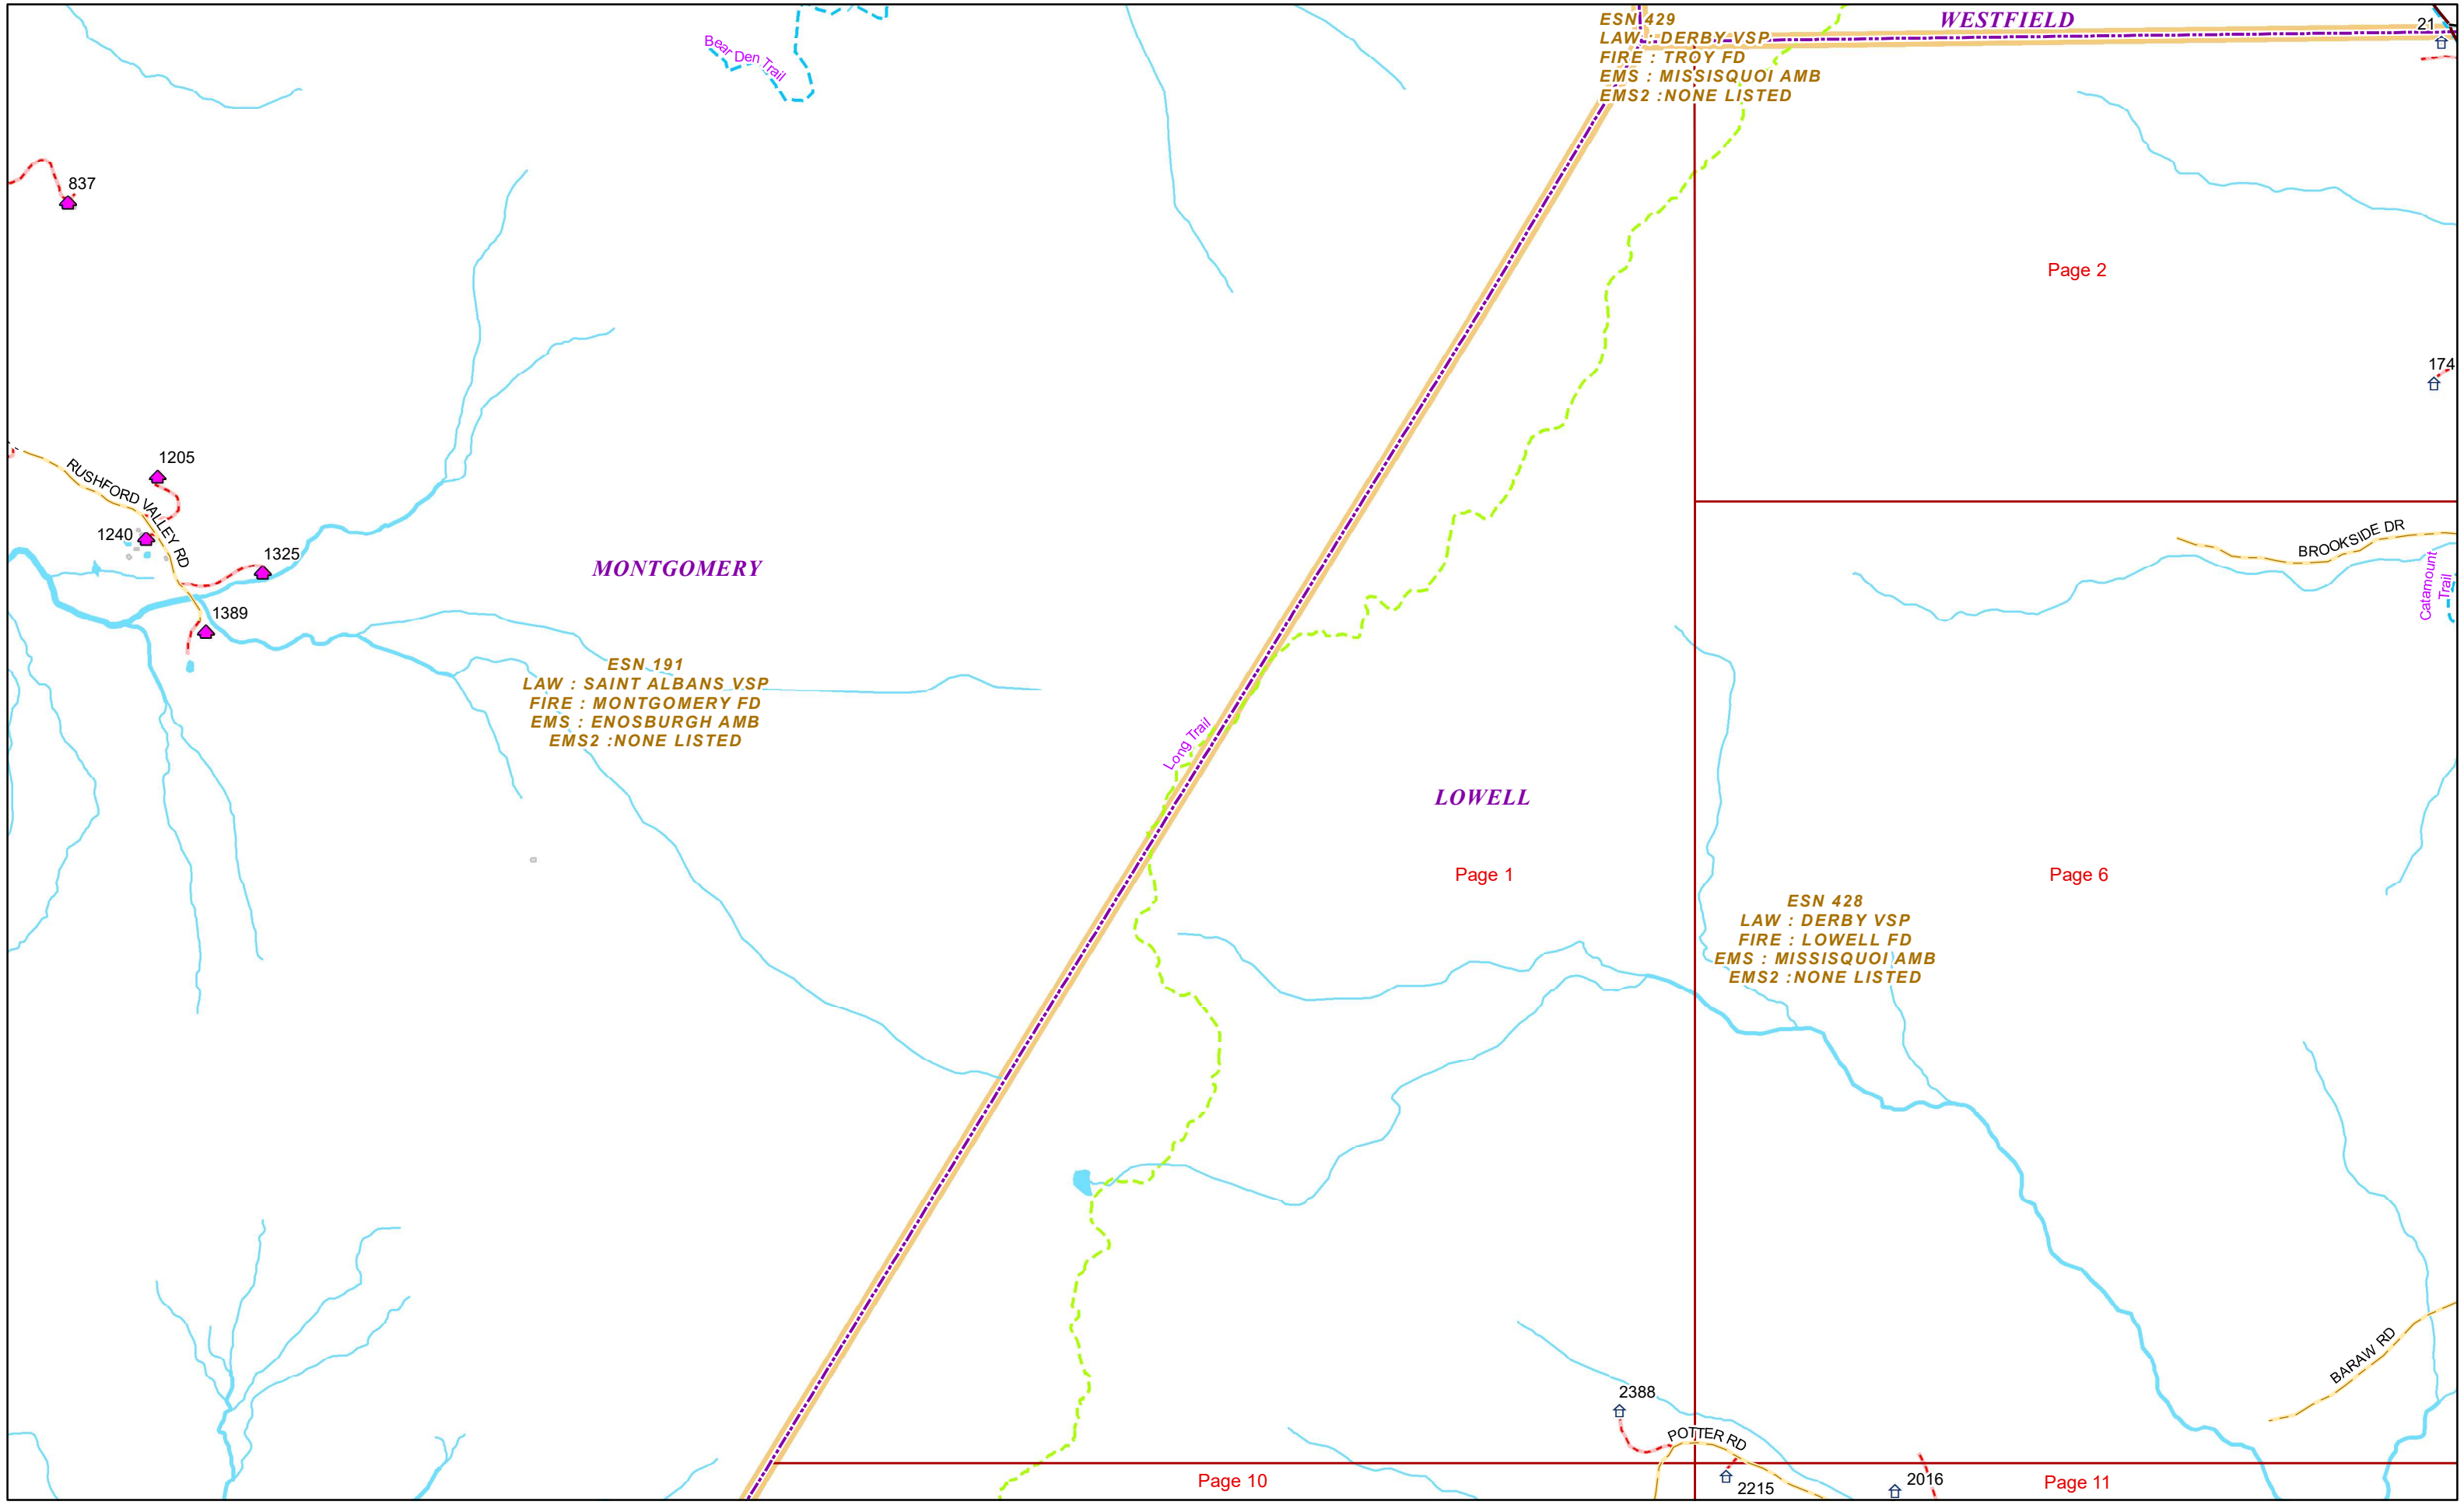 ESN 429
LAW : DERBY VSP
FIRE : TROY FD
EMS : MISSISQUOI AMB
EMS2 :NONE LISTED
WESTFIELD
21
Bear Den Trail
837
Page 2
174
1205
RUSHFORD VALLEY RD
1240
1325
1389
MONTGOMERY
BROOKSIDE DR
Catamount
Trail
ESN 191
LAW : SAINT ALBANS VSP
FIRE : MONTGOMERY FD
EMS : ENOSBURGH AMB
EMS2 :NONE LISTED
Long Trail
LOWELL
Page 1
Page 6
ESN 428
LAW : DERBY VSP
FIRE : LOWELL FD
EMS : MISSISQUOI AMB
EMS2 :NONE LISTED
BARAW RD
2388
POTTER RD
Page 10
2215
2016
Page 11